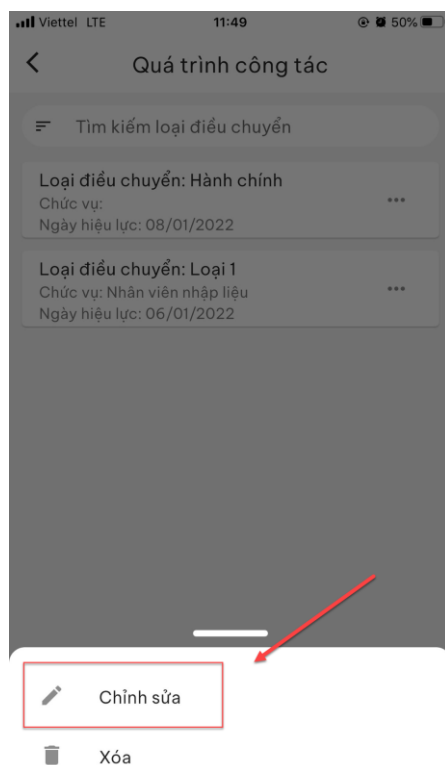 Viettel LTE 11:49 50%
Quá trình công tác
Tìm kiếm loại điều chuyển
Loại điều chuyển: Hành chính
Chức vụ:
Ngày hiệu lực: 08/01/2022
Loại điều chuyển: Loại 1
Chức vụ: Nhân viên nhập liệu
Ngày hiệu lực: 06/01/2022
Chỉnh sửa
Xóa